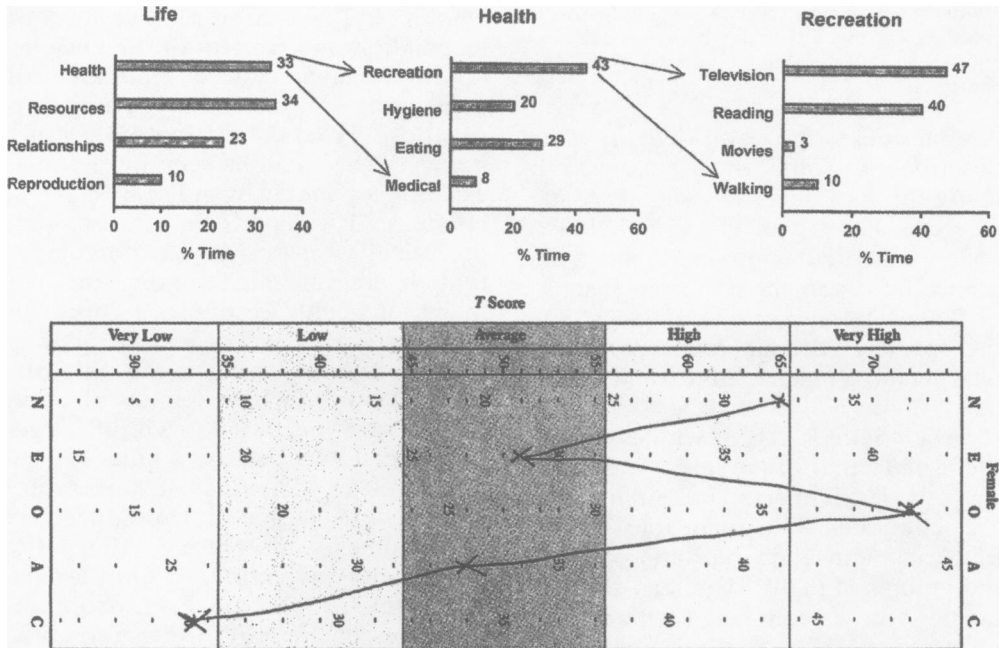 Life
Health 33
Resources 34
Relationships 23
Reproduction 10
0 10 20 30 40
% Time
Health
Recreation 43
Hygiene 20
Eating 29
Medical 8
0 20 40 60
% Time
Recreation
Television 47
Reading 40
Movies 3
Walking 10
0 20 40 60
% Time
T Score
Very Low Low Average High Very High
30 35 40 45 50 55 60 65 70
N 5 10 15 20 25 30 35 N
E 15 20 25 30 35 40 E
Female
O 15 20 25 30 35 O
A 25 30 35 40 45 A
C 30 35 40 45 C